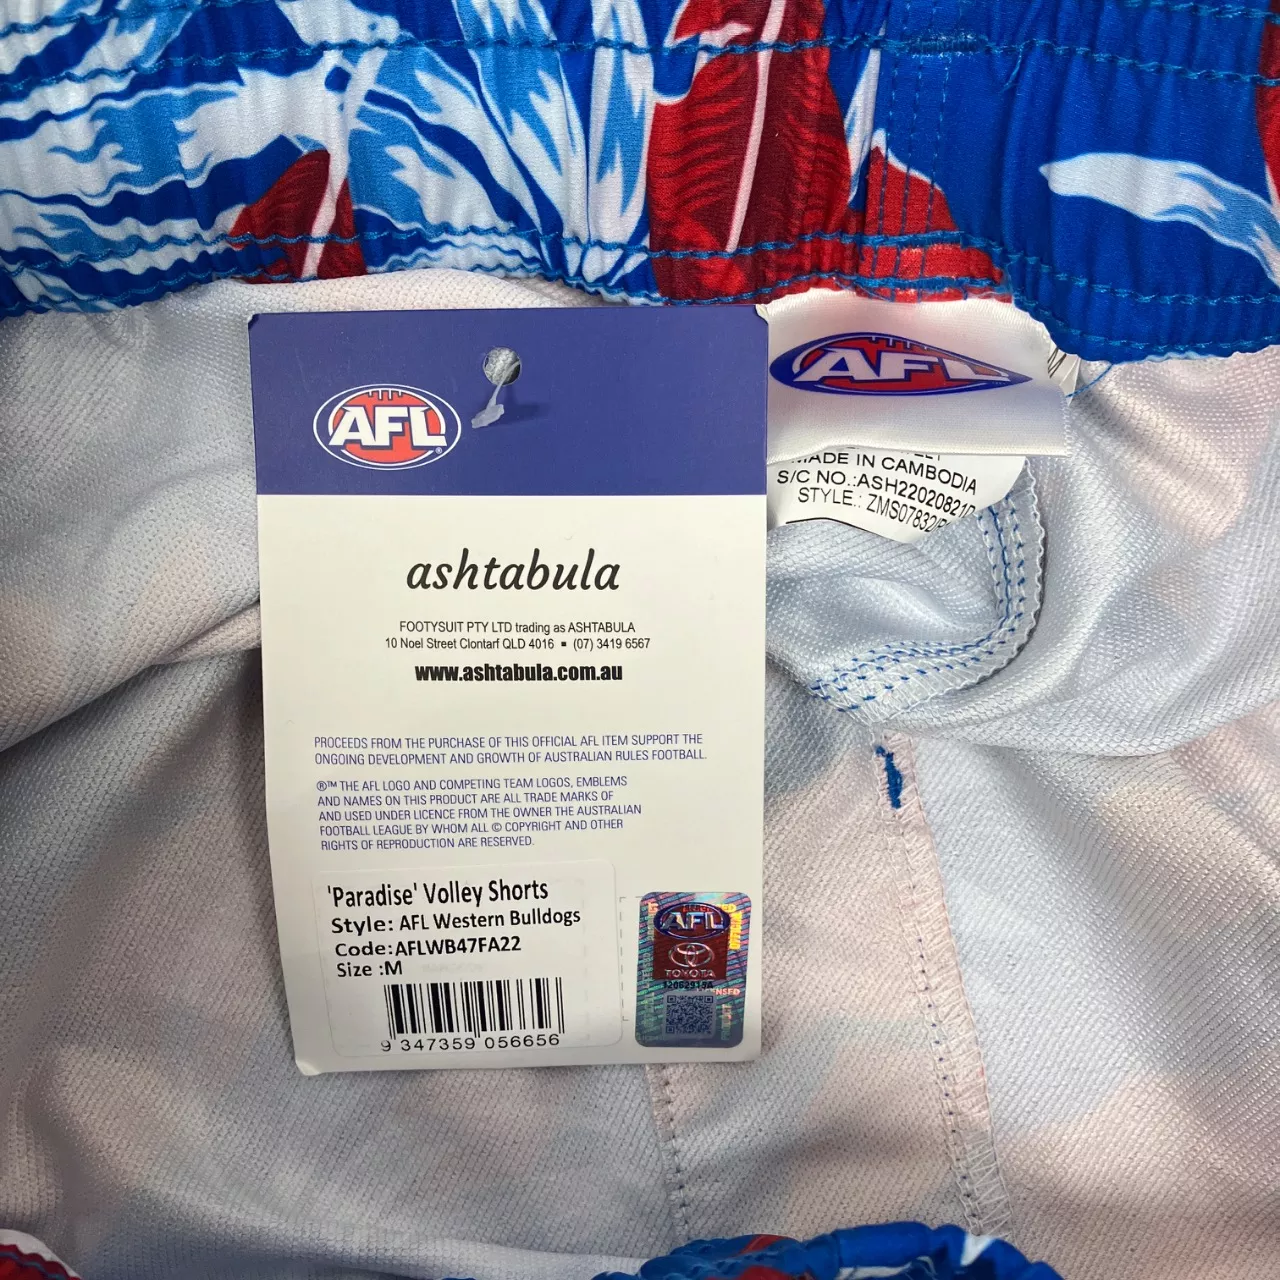 AFL
®
AFL
MADE IN CAMBODIA
S/C NO.:ASH22020821
STYLE.: ZMS07832/
ashtabula
FOOTYSUIT PTY LTD trading as ASHTABULA
10 Noel Street Clontarf QLD 4016 ▪ (07) 3419 6567
www.ashtabula.com.au
PROCEEDS FROM THE PURCHASE OF THIS OFFICIAL AFL ITEM SUPPORT THE
ONGOING DEVELOPMENT AND GROWTH OF AUSTRALIAN RULES FOOTBALL.
®™ THE AFL LOGO AND COMPETING TEAM LOGOS, EMBLEMS
AND NAMES ON THIS PRODUCT ARE ALL TRADE MARKS OF
AND USED UNDER LICENCE FROM THE OWNER THE AUSTRALIAN
FOOTBALL LEAGUE BY WHOM ALL © COPYRIGHT AND OTHER
RIGHTS OF REPRODUCTION ARE RESERVED.
'Paradise' Volley Shorts
Style: AFL Western Bulldogs
Code:AFLWB47FA22
Size :M
9 347359 056656
AFL
TOYOTA